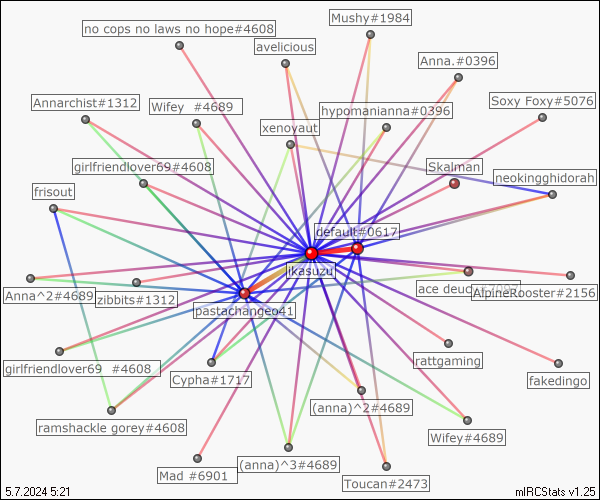 Mushy#1984
no cops no laws no hope#4608
avelicious
Anna.#0396
Annarchist#1312
Wifey #4689
hypomanianna#0396
Soxy Foxy#5076
xenoyaut
girlfriendlover69#4608
Skalman
neokingghidorah
frisout
default#0617
ikasuzu
Anna^2#4689
zibbits#1312
ace deuce
AlpineRooster#2156
pastachangeo41
girlfriendlover69 #4608
rattgaming
Cypha#1717
fakedingo
(anna)^2#4689
ramshackle gorey#4608
Wifey#4689
Mad #6901
(anna)^3#4689
Toucan#2473
5.7.2024 5:21
mIRCStats v1.25